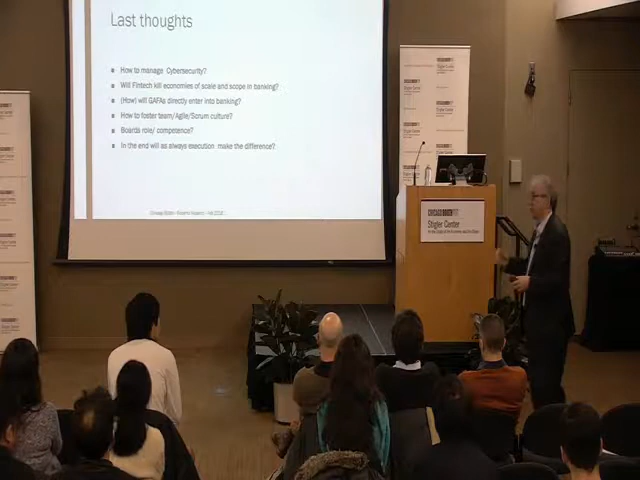 Last thoughts
How to manage Cybersecurity?
Will Fintech kill economies of scale and scope in banking?
(How) will GAFAs directly enter into banking?
How to foster team/Agile/Scrum culture?
Boards role/ competence?
In the end will as always execution make the difference?
CHICAGO BOOTH
Stigler Center